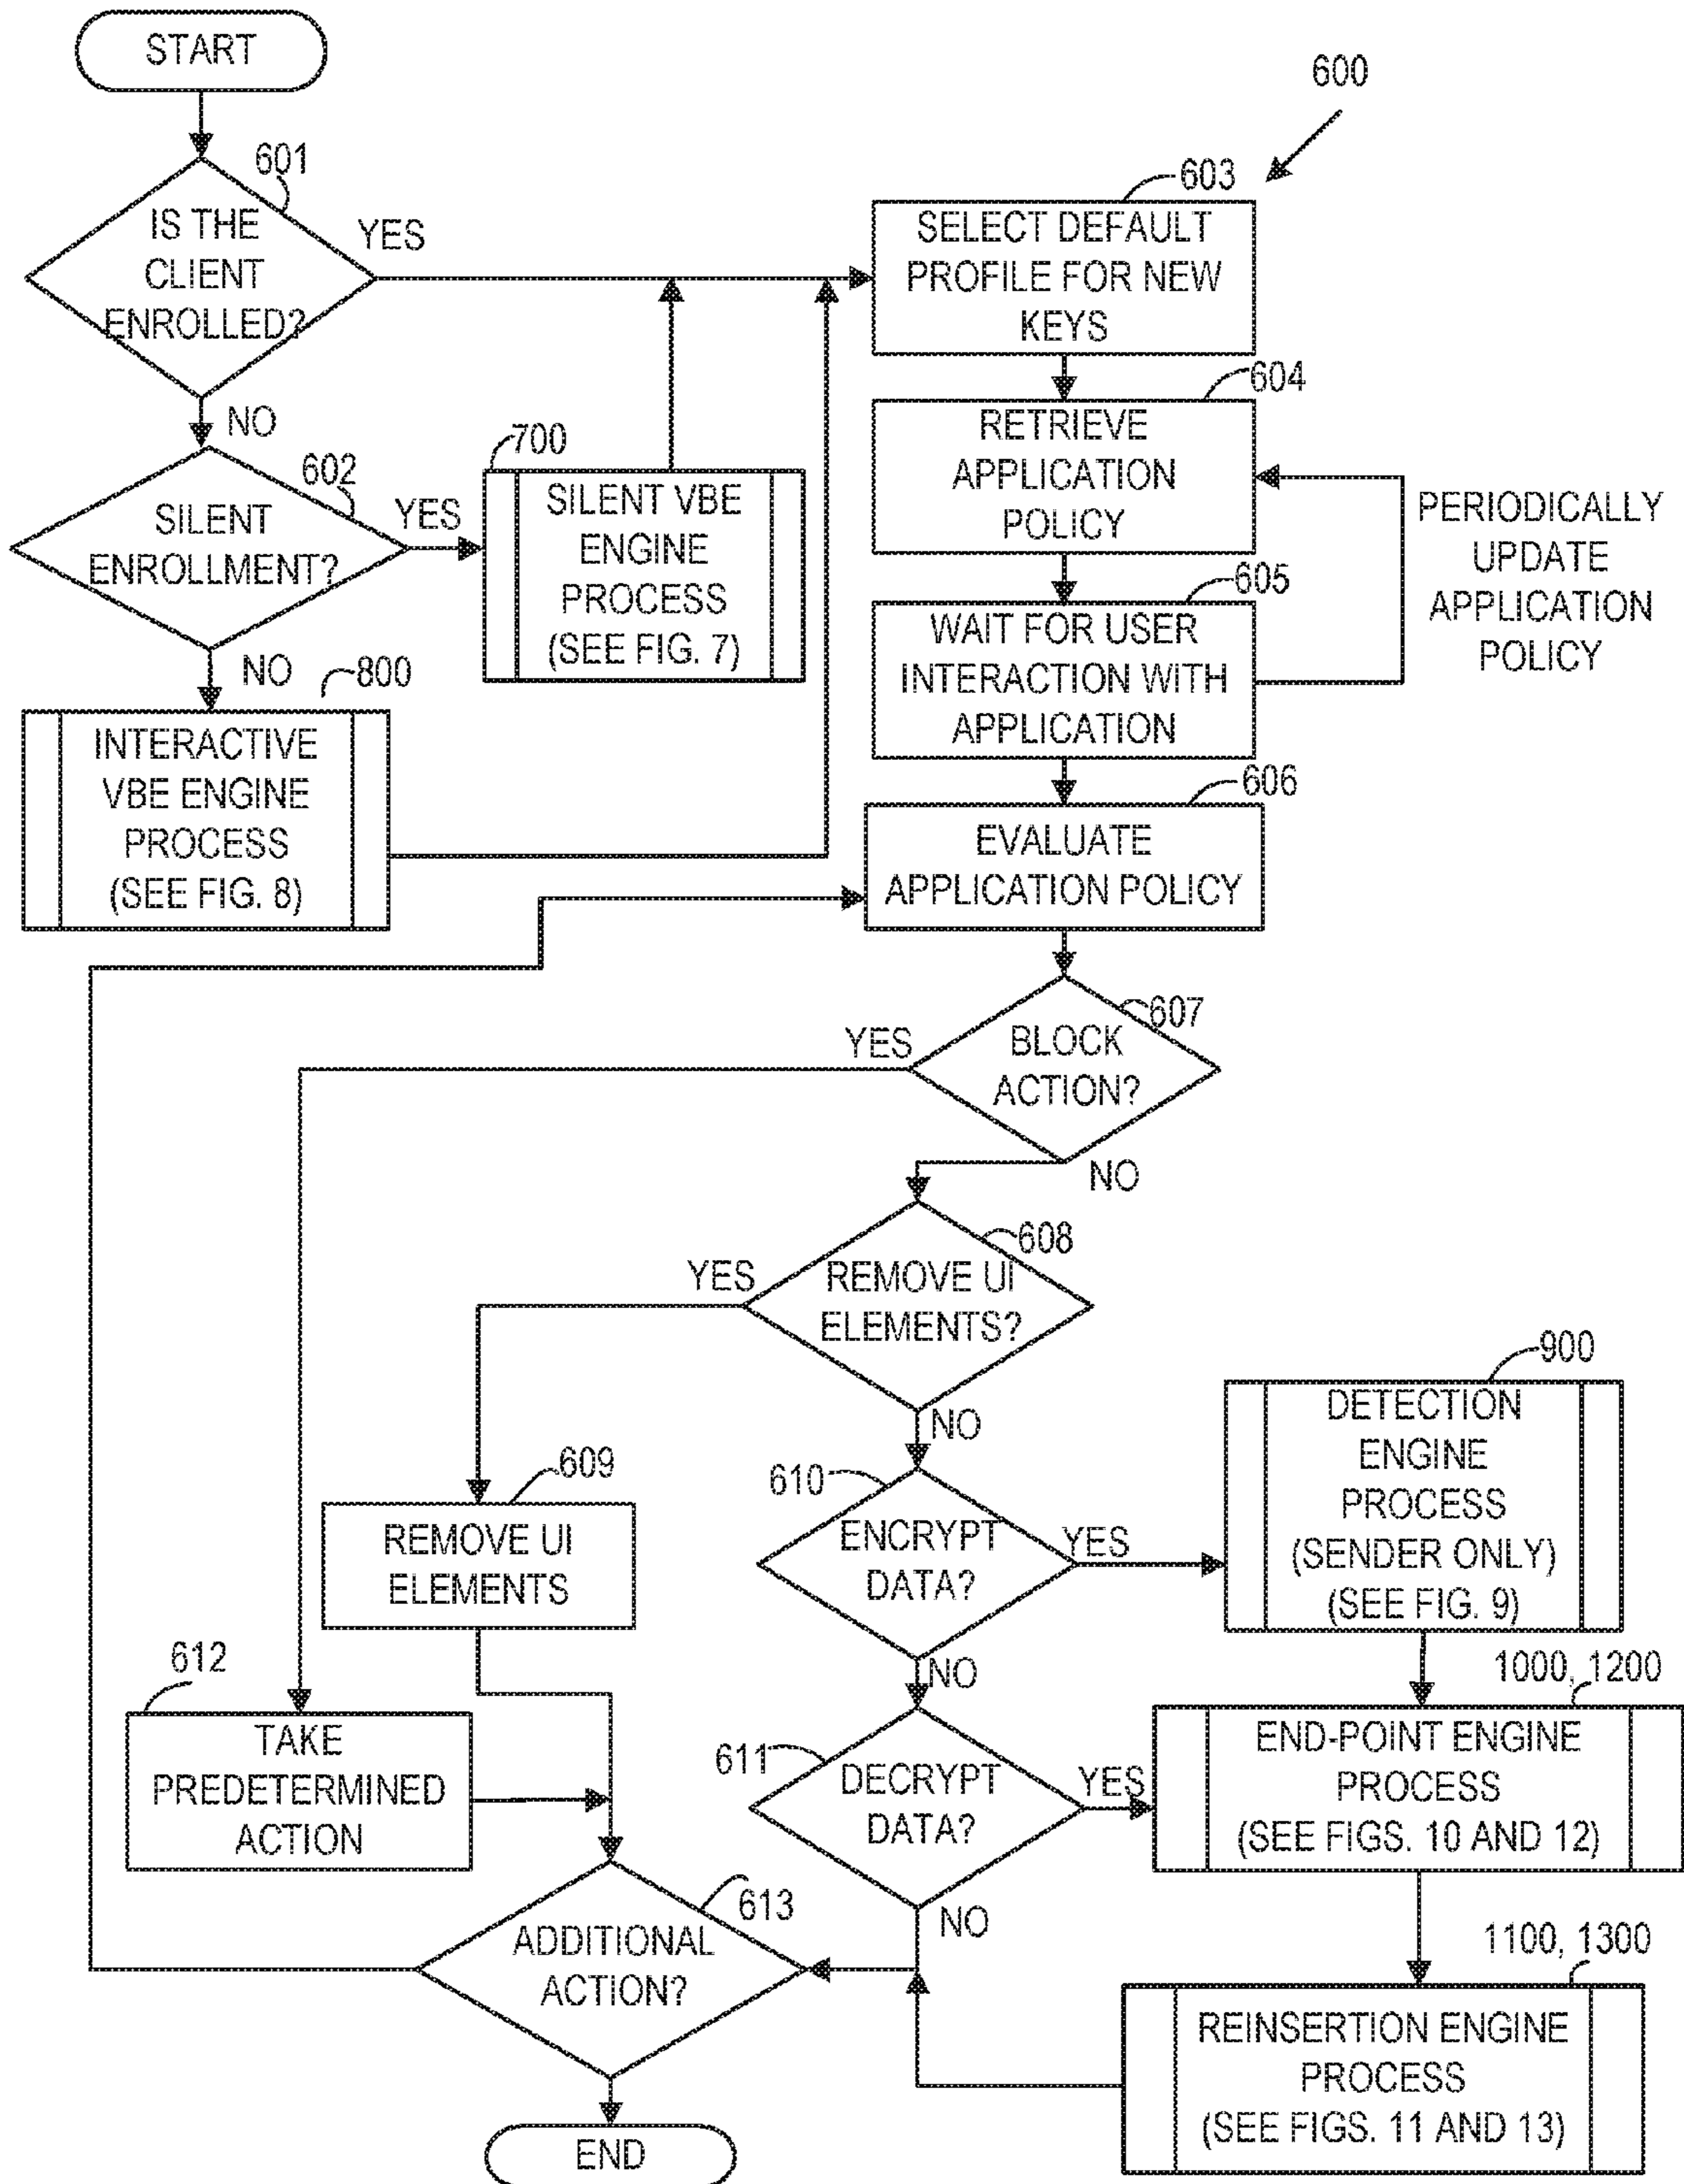 START
600
601
IS THE
CLIENT
ENROLLED?
YES
NO
603
SELECT DEFAULT
PROFILE FOR NEW
KEYS
604
RETRIEVE
APPLICATION
POLICY
PERIODICALLY
UPDATE
APPLICATION
POLICY
602
SILENT
ENROLLMENT?
YES
NO
700
SILENT VBE
ENGINE
PROCESS
(SEE FIG. 7)
605
WAIT FOR USER
INTERACTION WITH
APPLICATION
800
INTERACTIVE
VBE ENGINE
PROCESS
(SEE FIG. 8)
606
EVALUATE
APPLICATION POLICY
607
BLOCK
ACTION?
YES
NO
608
REMOVE UI
ELEMENTS?
YES
NO
609
REMOVE UI
ELEMENTS
610
ENCRYPT
DATA?
YES
NO
900
DETECTION
ENGINE
PROCESS
(SENDER ONLY)
(SEE FIG. 9)
612
TAKE
PREDETERMINED
ACTION
611
DECRYPT
DATA?
YES
NO
1000, 1200
END-POINT ENGINE
PROCESS
(SEE FIGS. 10 AND 12)
613
ADDITIONAL
ACTION?
1100, 1300
REINSERTION ENGINE
PROCESS
(SEE FIGS. 11 AND 13)
END